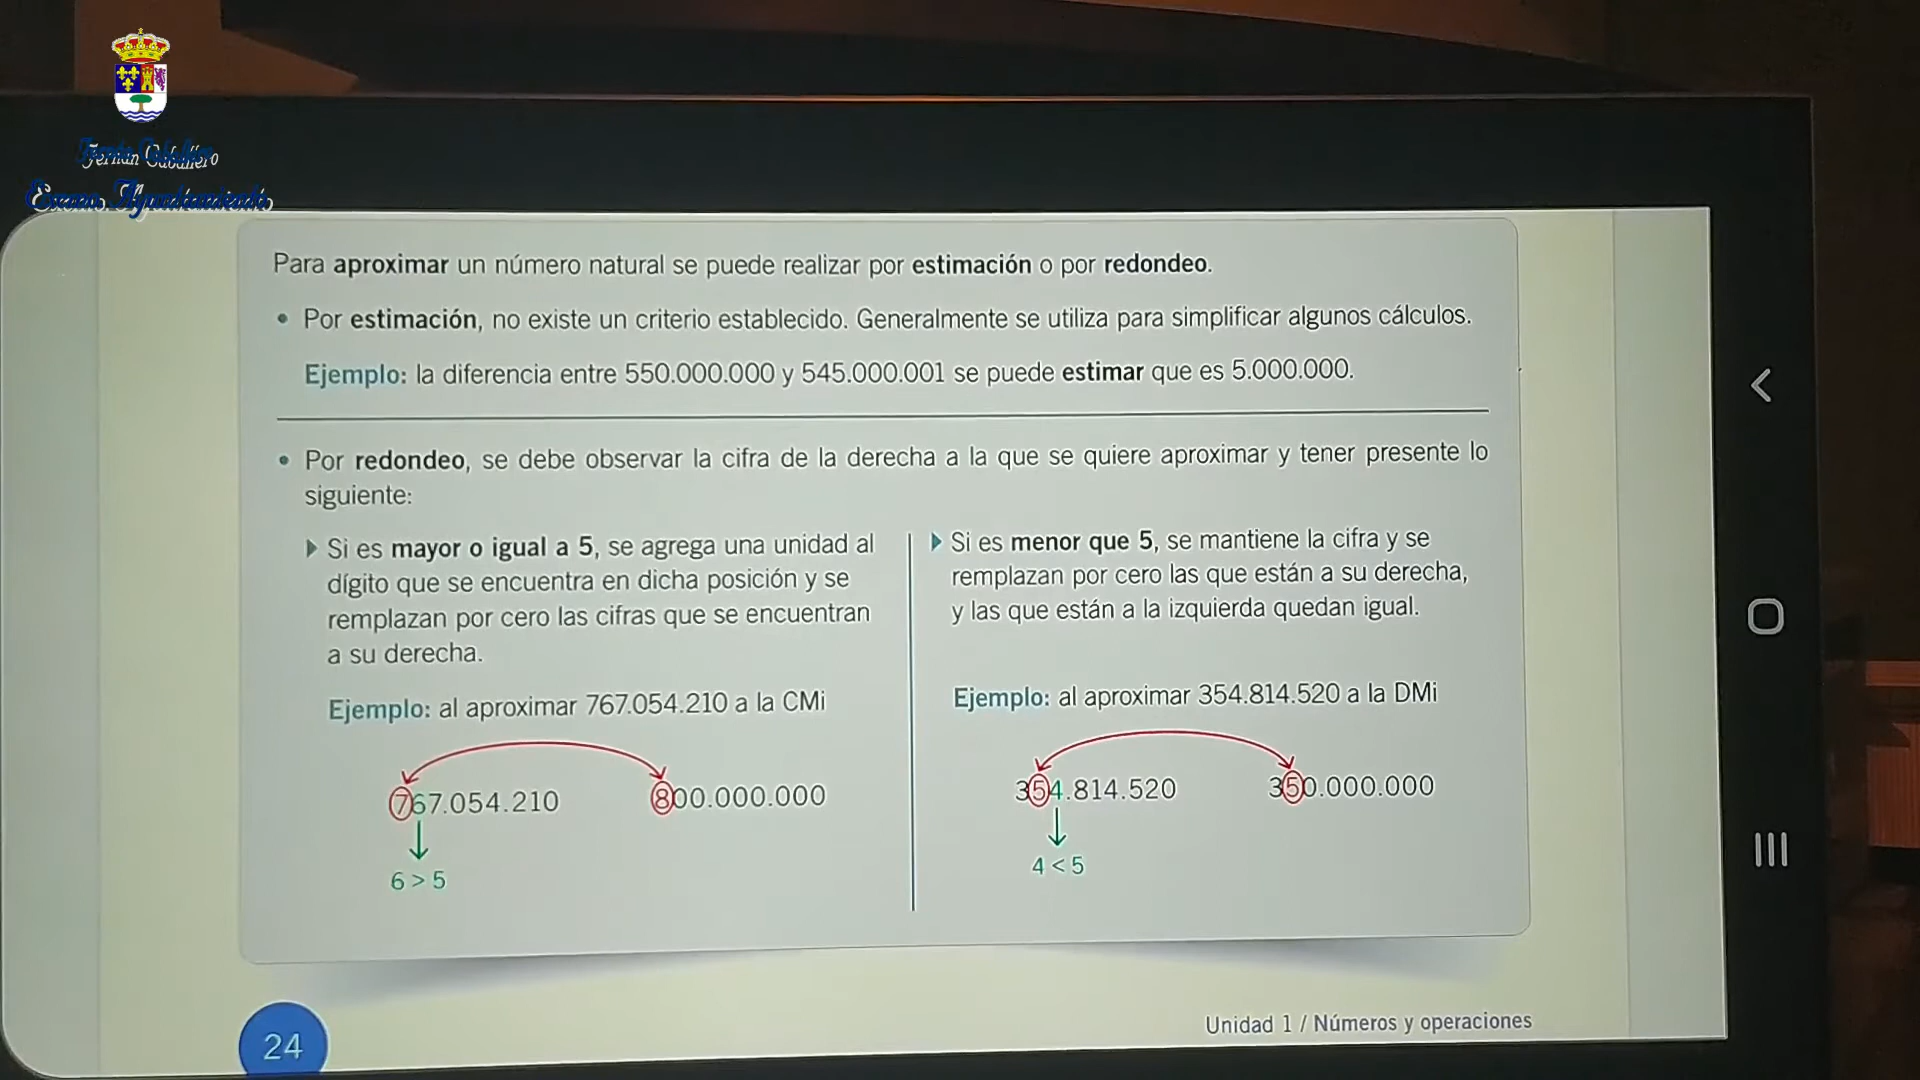 Fernán Caballero
Excmo. Ayuntamiento
Para aproximar un número natural se puede realizar por estimación o por redondeo.
• Por estimación, no existe un criterio establecido. Generalmente se utiliza para simplificar algunos cálculos.
Ejemplo: la diferencia entre 550.000.000 y 545.000.001 se puede estimar que es 5.000.000.
• Por redondeo, se debe observar la cifra de la derecha a la que se quiere aproximar y tener presente lo
siguiente:
Si es mayor o igual a 5, se agrega una unidad al
dígito que se encuentra en dicha posición y se
remplazan por cero las cifras que se encuentran
a su derecha.
Ejemplo: al aproximar 767.054.210 a la CMi
767.054.210 800.000.000
6 > 5
Si es menor que 5, se mantiene la cifra y se
remplazan por cero las que están a su derecha,
y las que están a la izquierda quedan igual.
Ejemplo: al aproximar 354.814.520 a la DMi
354.814.520 350.000.000
4 < 5
24
Unidad 1 / Números y operaciones